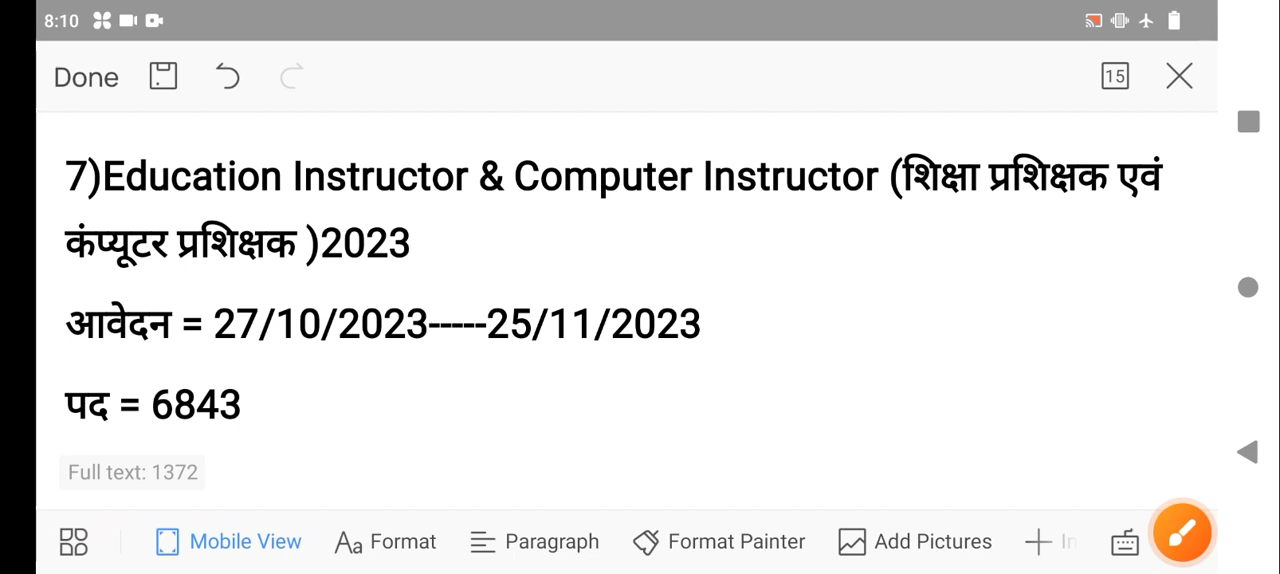 8:10
Done
15
7)Education Instructor & Computer Instructor (शिक्षा प्रशिक्षक एवं
कंप्यूटर प्रशिक्षक )2023
आवेदन = 27/10/2023-----25/11/2023
पद = 6843
Full text: 1372
Mobile View Format Paragraph Format Painter Add Pictures In